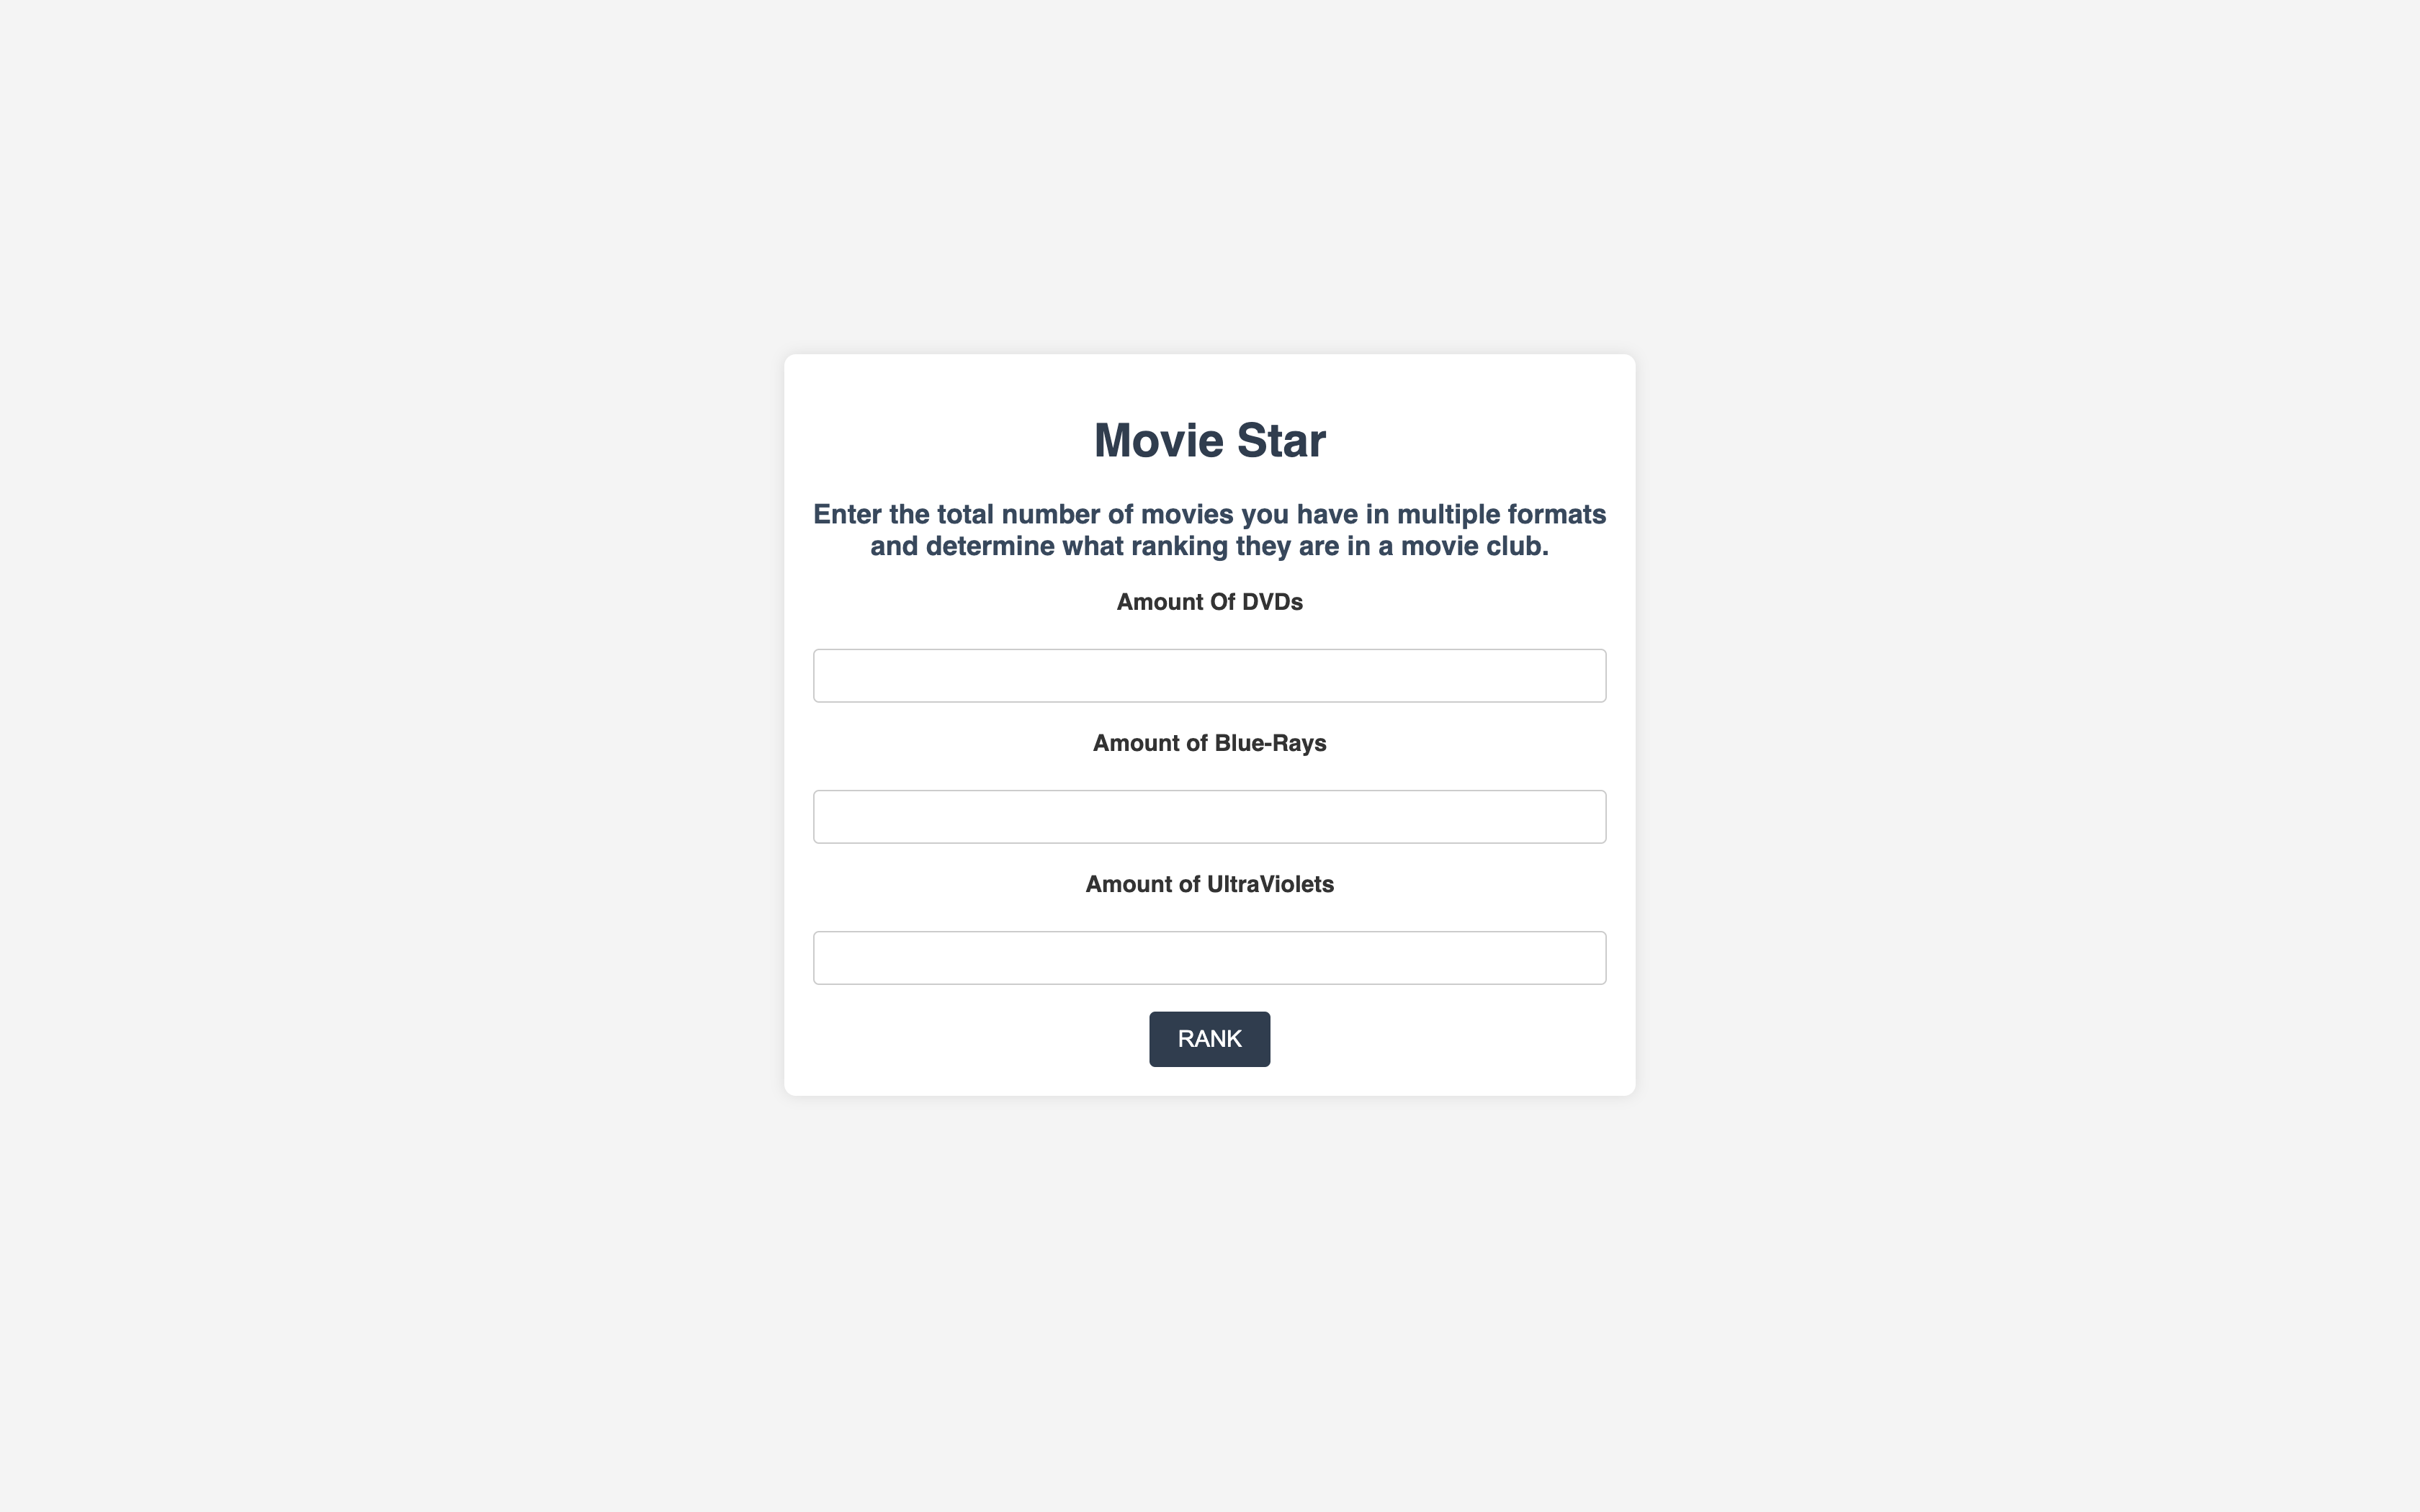 Movie Star
Enter the total number of movies you have in multiple formats
and determine what ranking they are in a movie club.
Amount Of DVDs
Amount of Blue-Rays
Amount of UltraViolets
RANK